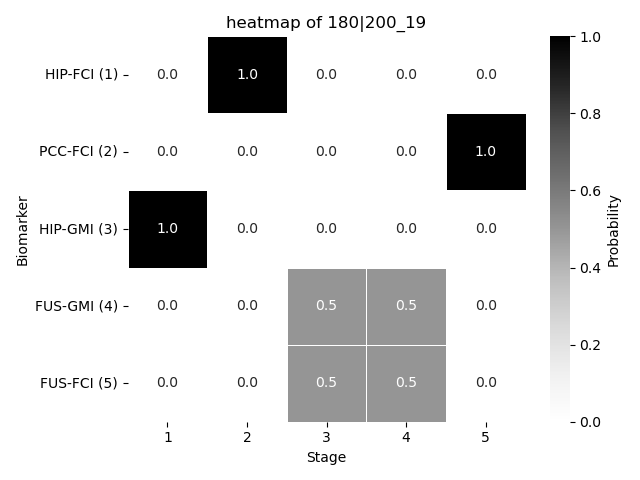 heatmap of 180|200_19
HIP-FCI (1) 0.0 1.0 0.0 0.0 0.0
PCC-FCI (2) 0.0 0.0 0.0 0.0 1.0
HIP-GMI (3) 1.0 0.0 0.0 0.0 0.0
FUS-GMI (4) 0.0 0.0 0.5 0.5 0.0
FUS-FCI (5) 0.0 0.0 0.5 0.5 0.0
1 2 3 4 5
Stage
Biomarker
1.0
0.8
0.6
0.4
0.2
0.0
Probability